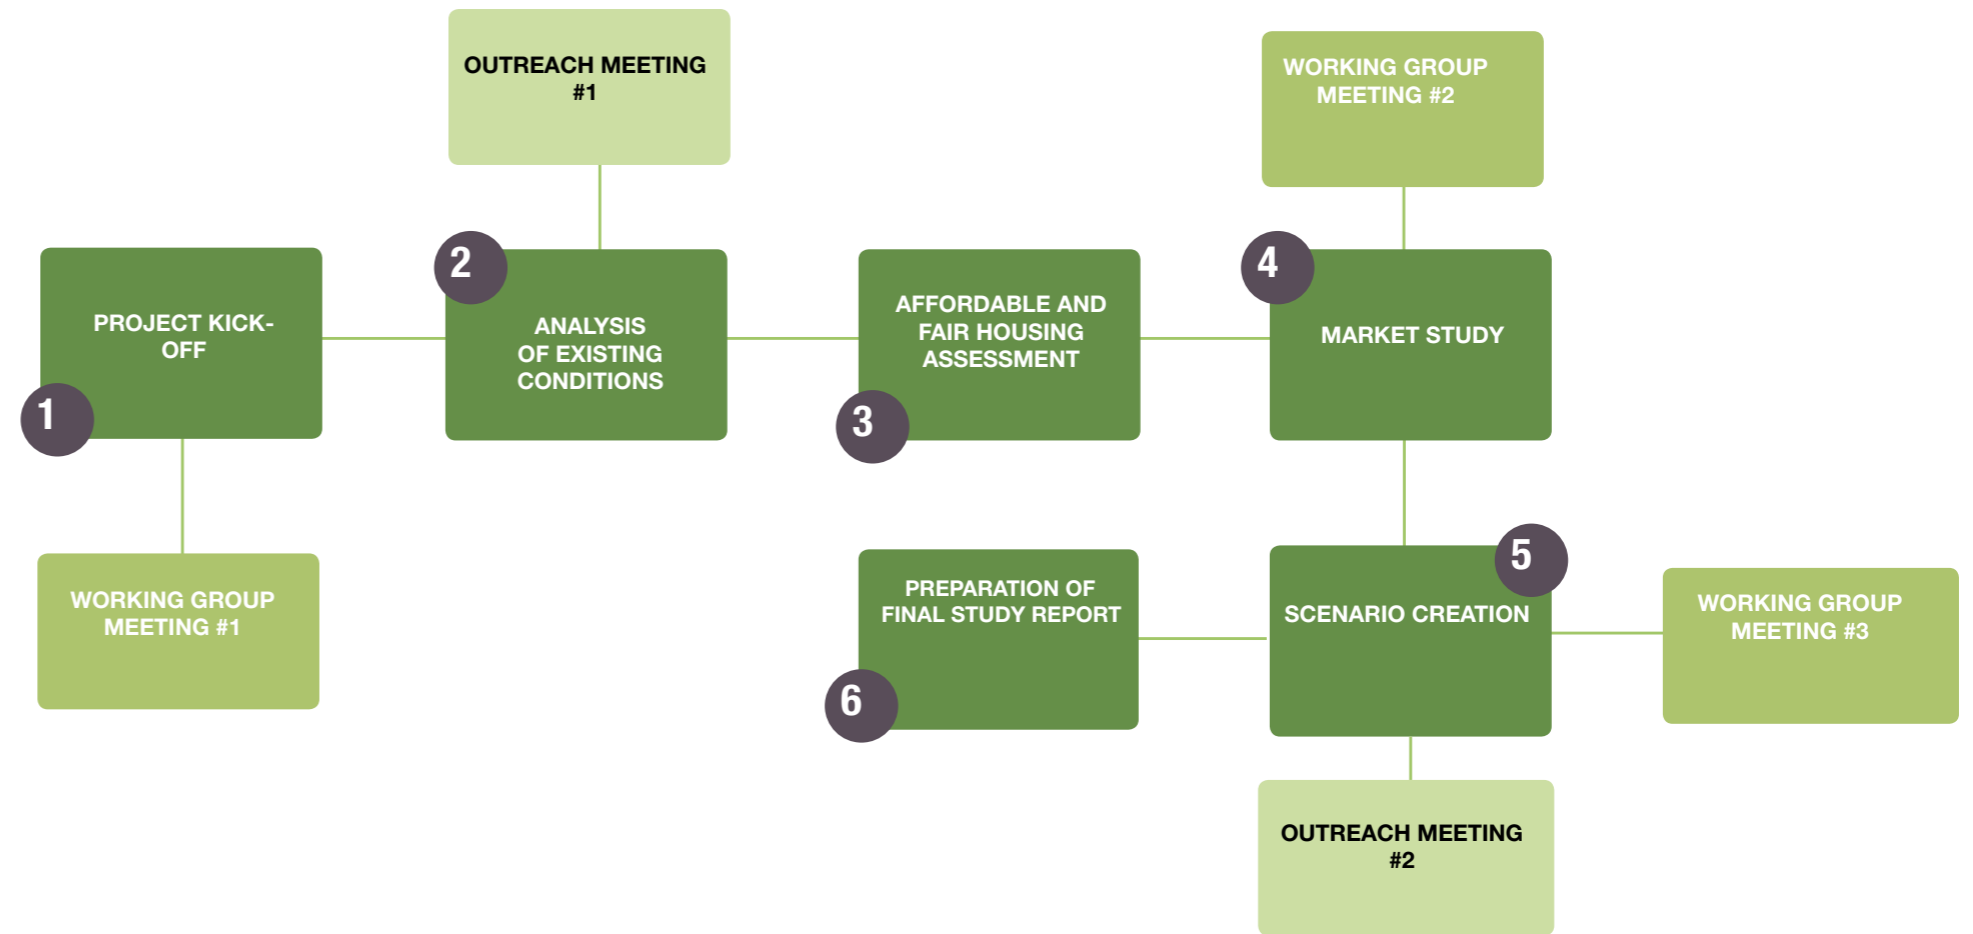 OUTREACH MEETING
#1
WORKING GROUP
MEETING #2
1
PROJECT KICK-
OFF
2
ANALYSIS
OF EXISTING
CONDITIONS
3
AFFORDABLE AND
FAIR HOUSING
ASSESSMENT
4
MARKET STUDY
WORKING GROUP
MEETING #1
5
SCENARIO CREATION
WORKING GROUP
MEETING #3
6
PREPARATION OF
FINAL STUDY REPORT
OUTREACH MEETING
#2